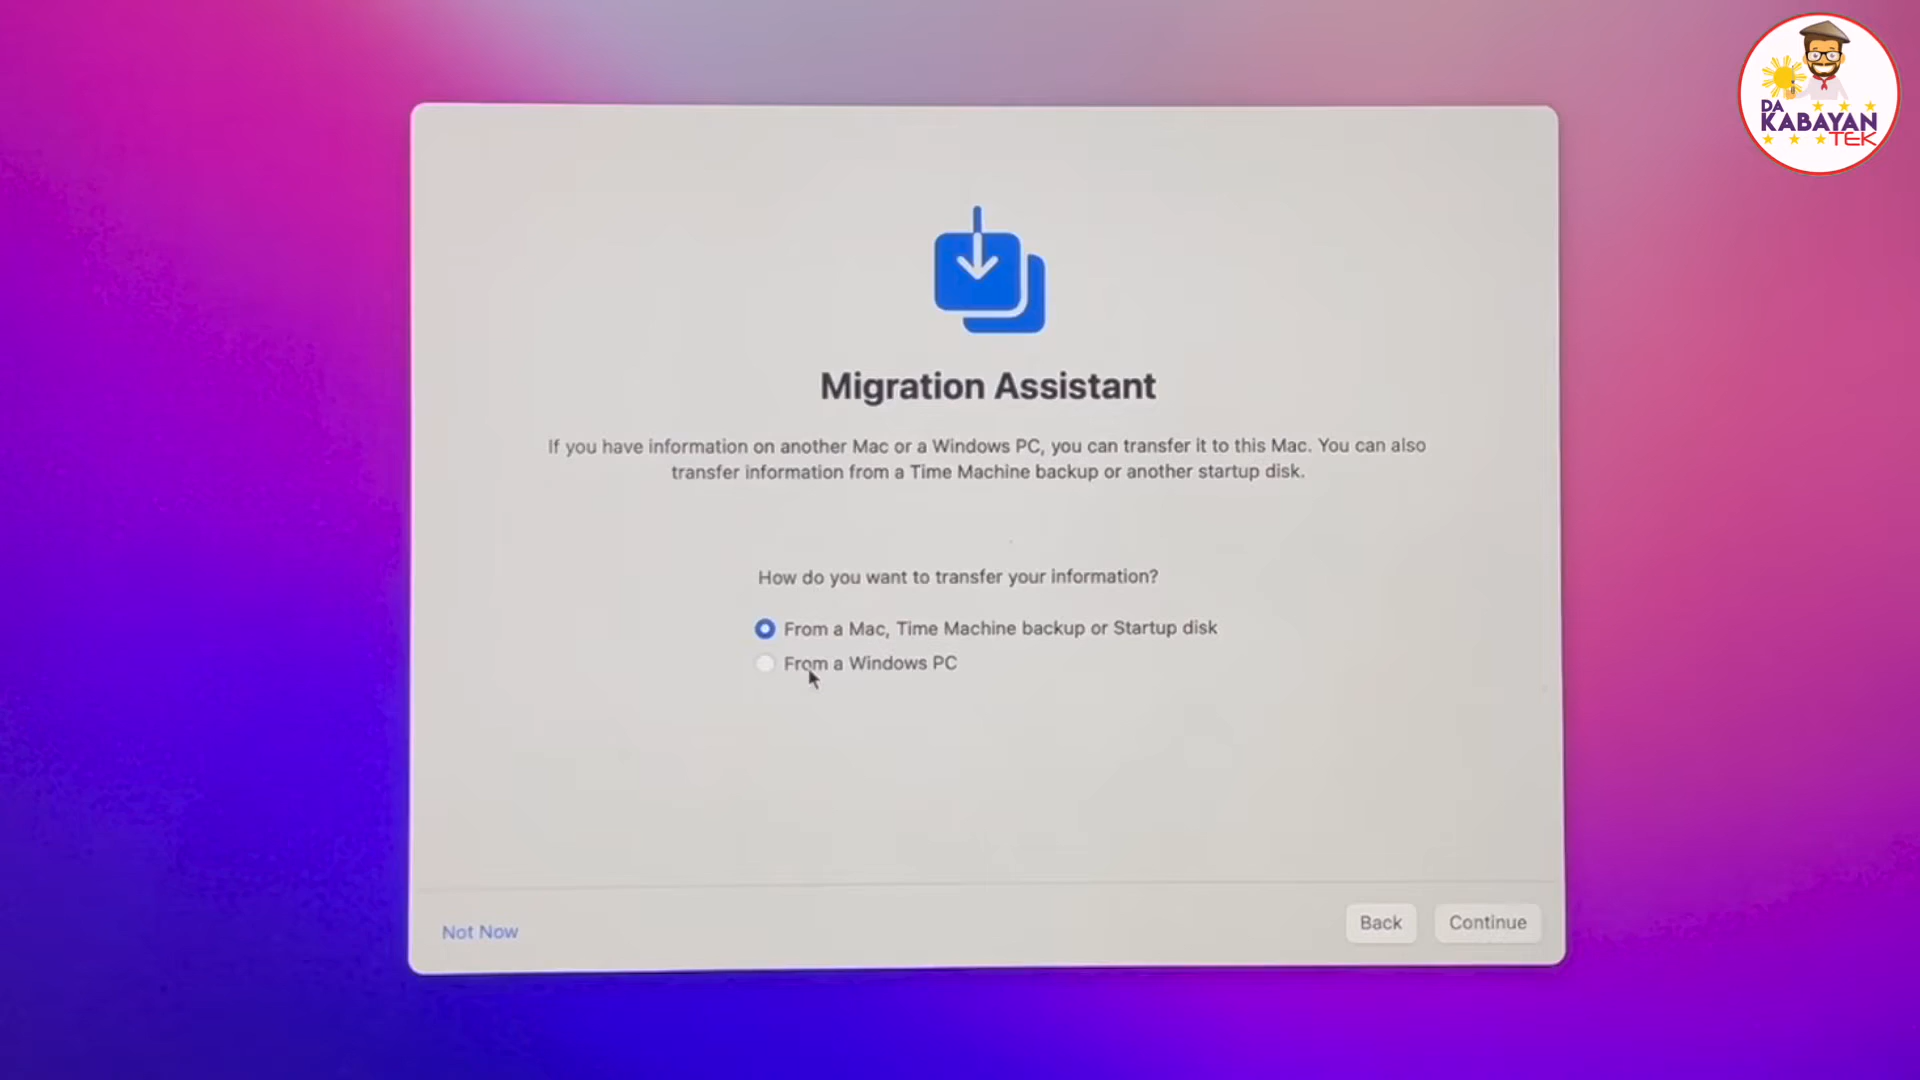 DA
KABAYAN
TEK
Migration Assistant
If you have information on another Mac or a Windows PC, you can transfer it to this Mac. You can also
transfer information from a Time Machine backup or another startup disk.
How do you want to transfer your information?
From a Mac, Time Machine backup or Startup disk
From a Windows PC
Not Now
Back
Continue